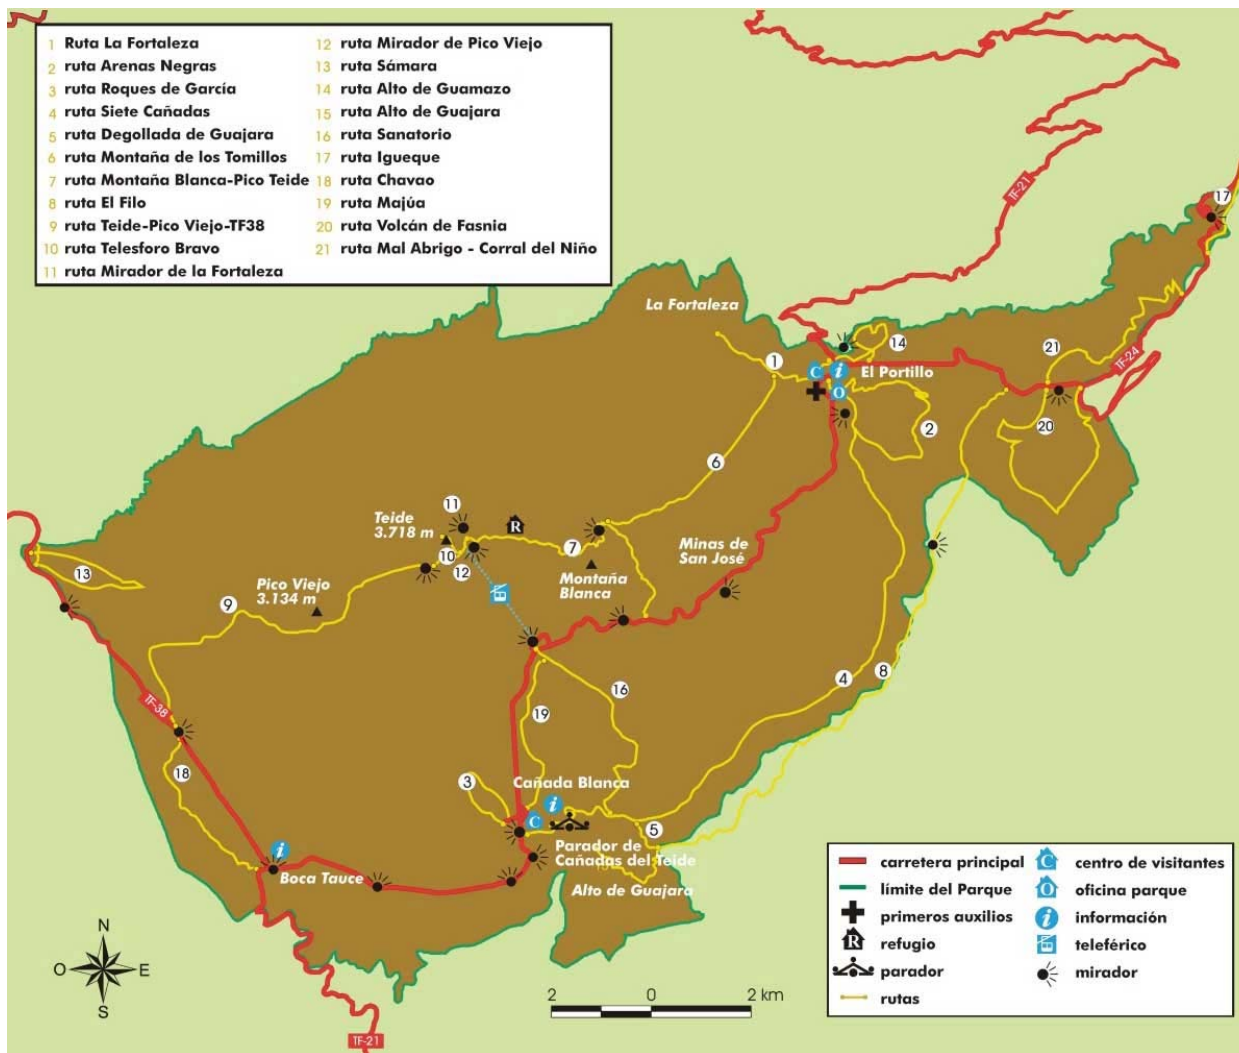 1 Ruta La Fortaleza
2 ruta Arenas Negras
3 ruta Roques de García
4 ruta Siete Cañadas
5 ruta Degollada de Guajara
6 ruta Montaña de los Tomillos
7 ruta Montaña Blanca-Pico Teide
8 ruta El Filo
9 ruta Teide-Pico Viejo-TF38
10 ruta Telesforo Bravo
11 ruta Mirador de la Fortaleza
12 ruta Mirador de Pico Viejo
13 ruta Sámara
14 ruta Alto de Guamazo
15 ruta Alto de Guajara
16 ruta Sanatorio
17 ruta Igueque
18 ruta Chavao
19 ruta Majúa
20 ruta Volcán de Fasnia
21 ruta Mal Abrigo - Corral del Niño
TF-21
17
La Fortaleza
14
21
TF-24
1
C
i
El Portillo
O
2
20
6
11
Teide
3.718 m
R
10
12
7
Minas de
San José
Montaña
Blanca
13
Pico Viejo
3.134 m
9
4
8
16
TF-38
19
18
3
Cañada Blanca
i
C
5
Parador de
Cañadas del Teide
i
Boca Tauce
Alto de Guajara
N
O
E
S
2
0
2 km
TF-21
carretera principal
límite del Parque
primeros auxilios
R refugio
parador
rutas
C centro de visitantes
O oficina parque
i información
teleférico
mirador